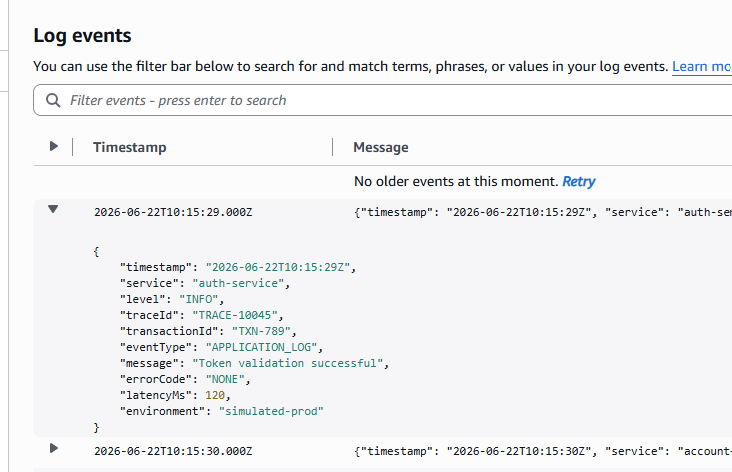 Log events
You can use the filter bar below to search for and match terms, phrases, or values in your log events. Learn
Filter events - press enter to search
Timestamp Message
No older events at this moment. Retry
2026-06-22T10:15:29.000Z {"timestamp": "2026-06-22T10:15:29Z", "service":
{
"timestamp": "2026-06-22T10:15:29Z",
"service": "auth-service",
"level": "INFO",
"traceId": "TRACE-10045",
"transactionId": "TXN-789",
"eventType": "APPLICATION_LOG",
"message": "Token validation successful",
"errorCode": "NONE",
"latencyMs": 120,
"environment": "simulated-prod"
}
2026-06-22T10:15:30.000Z {"timestamp": "2026-06-22T10:15:30Z", "service": "account-